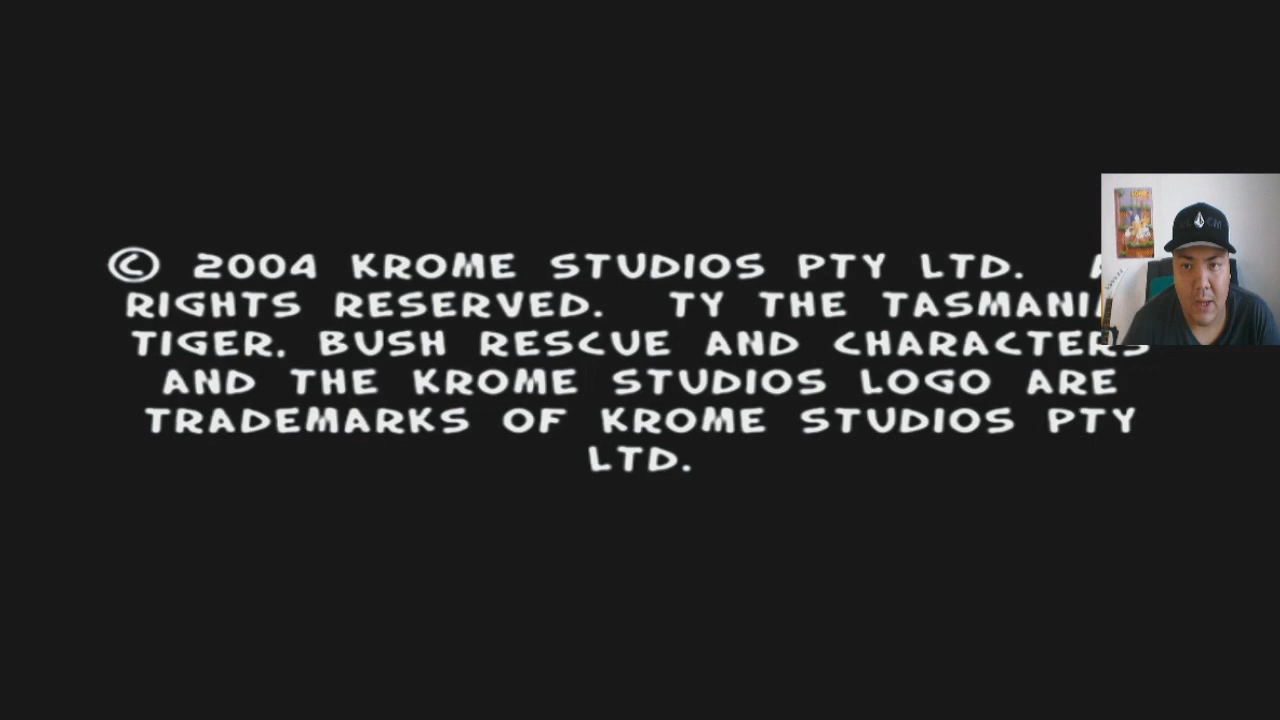 © 2004 KROME STUDIOS PTY LTD.
RIGHTS RESERVED. TY THE
TIGER. BUSH RESCUE AND CHARACTERS
AND THE KROME STUDIOS LOGO ARE
TRADEMARKS OF KROME STUDIOS PTY
LTD.